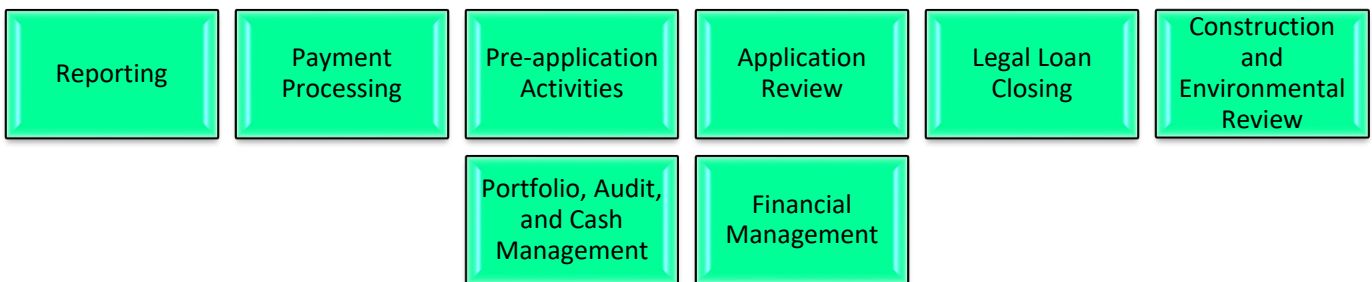 Reporting
Payment
Processing
Pre-application
Activities
Application
Review
Legal Loan
Closing
Construction
and
Environmental
Review
Portfolio, Audit,
and Cash
Management
Financial
Management